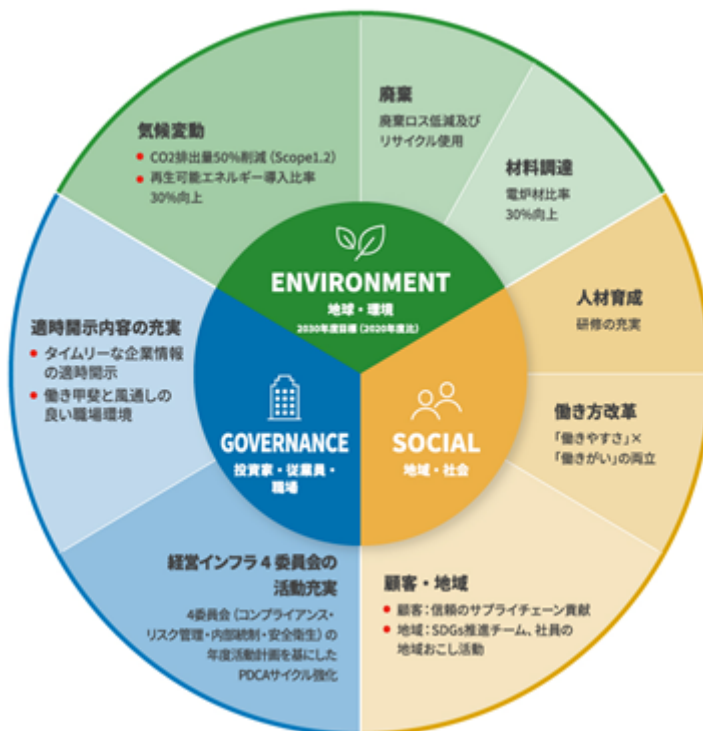 気候変動
● CO2排出量50%削減（Scope1.2）
● 再生可能エネルギー導入比率
30%向上
廃棄
廃棄ロス低減及び
リサイクル使用
材料調達
電炉材比率
30%向上
ENVIRONMENT
地球・環境
2030年度目標（2020年度比）
人材育成
研修の充実
働き方改革
「働きやすさ」×
「働きがい」の両立
SOCIAL
地域・社会
顧客・地域
● 顧客：信頼のサプライチェーン貢献
● 地域：SDGs推進チーム、社員の
地域おこし活動
GOVERNANCE
投資家・従業員・
職場
適時開示内容の充実
● タイムリーな企業情報
の適時開示
● 働き甲斐と風通しの
良い職場環境
経営インフラ4委員会の
活動充実
4委員会（コンプライアンス・
リスク管理・内部統制・安全衛生）の
年度活動計画を基にした
PDCAサイクル強化